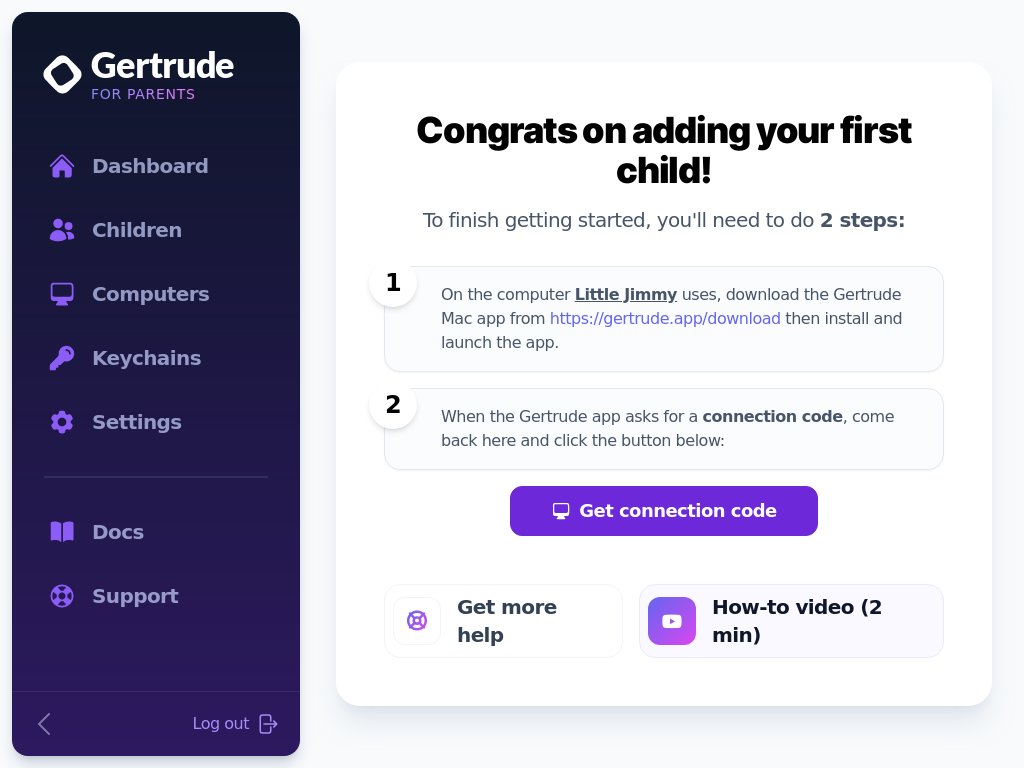 Gertrude
FOR PARENTS
Dashboard
Children
Computers
Keychains
Settings
Docs
Support
Log out
Congrats on adding your first
child!
To finish getting started, you'll need to do 2 steps:
1
On the computer Little Jimmy uses, download the Gertrude
Mac app from https://gertrude.app/download then install and
launch the app.
2
When the Gertrude app asks for a connection code, come
back here and click the button below:
Get connection code
Get more
help
How-to video (2
min)